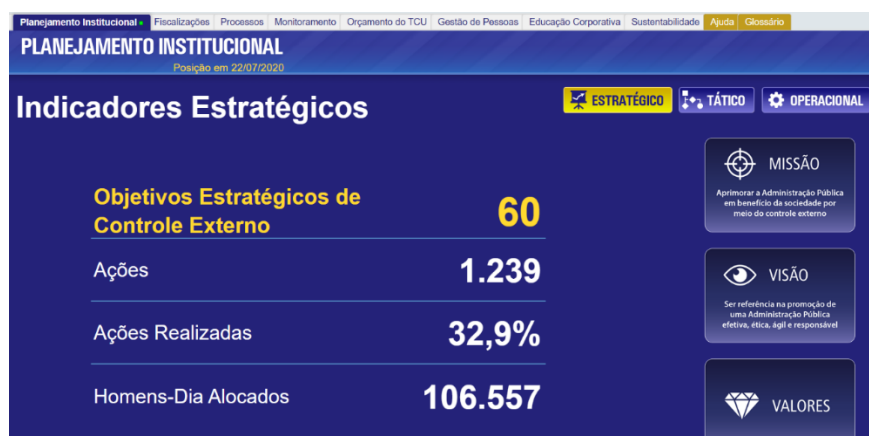 Planejamento Institucional Fiscalizações Processos Monitoramento Orçamento do TCU Gestão de Pessoas Educação Corporativa Sustentabilidade Ajuda Glossário
PLANEJAMENTO INSTITUCIONAL
Posição em 22/07/2020
Indicadores Estratégicos
ESTRATÉGICO TÁTICO OPERACIONAL
Objetivos Estratégicos de
Controle Externo
60
Ações 1.239
Ações Realizadas 32,9%
Homens-Dia Alocados 106.557
MISSÃO
Aprimorar a Administração Pública
em benefício da sociedade por
meio do controle externo
VISÃO
Ser referência na promoção de
uma Administração Pública
efetiva, ética, ágil e responsável
VALORES